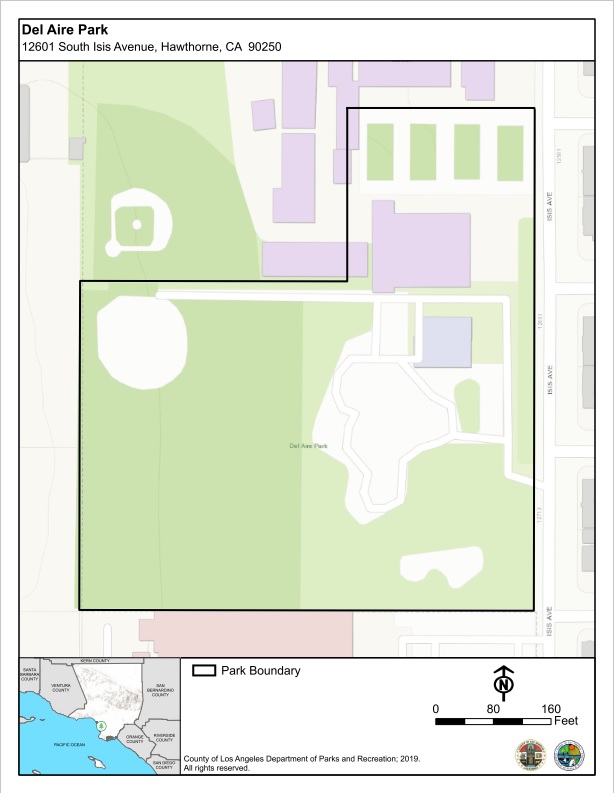 Del Aire Park
12601 South Isis Avenue, Hawthorne, CA 90250
ISIS AVE
ISIS AVE
Del Aire Park
ISIS AVE
KERN COUNTY
SANTA
BARBARA
COUNTY
VENTURA
COUNTY
SAN
BERNARDINO
COUNTY
ORANGE
COUNTY
RIVERSIDE
COUNTY
PACIFIC OCEAN
SAN DIEGO
COUNTY
Park Boundary
N
0 80 160
Feet
County of Los Angeles Department of Parks and Recreation; 2019.
All rights reserved.